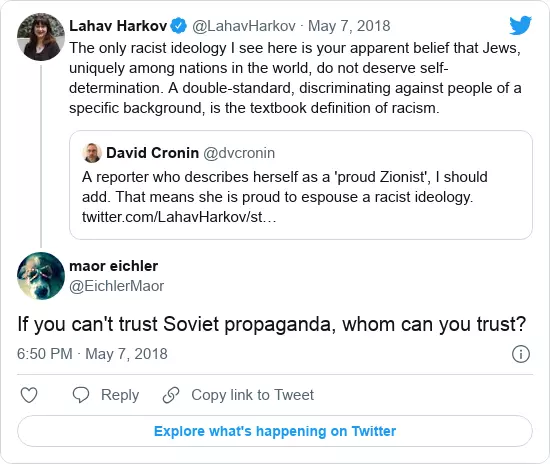 Lahav Harkov @LahavHarkov · May 7, 2018
The only racist ideology I see here is your apparent belief that Jews,
uniquely among nations in the world, do not deserve self-
determination. A double-standard, discriminating against people of a
specific background, is the textbook definition of racism.
David Cronin @dvcronin
A reporter who describes herself as a 'proud Zionist', I should
add. That means she is proud to espouse a racist ideology.
twitter.com/LahavHarkov/st…
maor eichler
@EichlerMaor
If you can't trust Soviet propaganda, whom can you trust?
6:50 PM · May 7, 2018
Reply Copy link to Tweet
Explore what's happening on Twitter